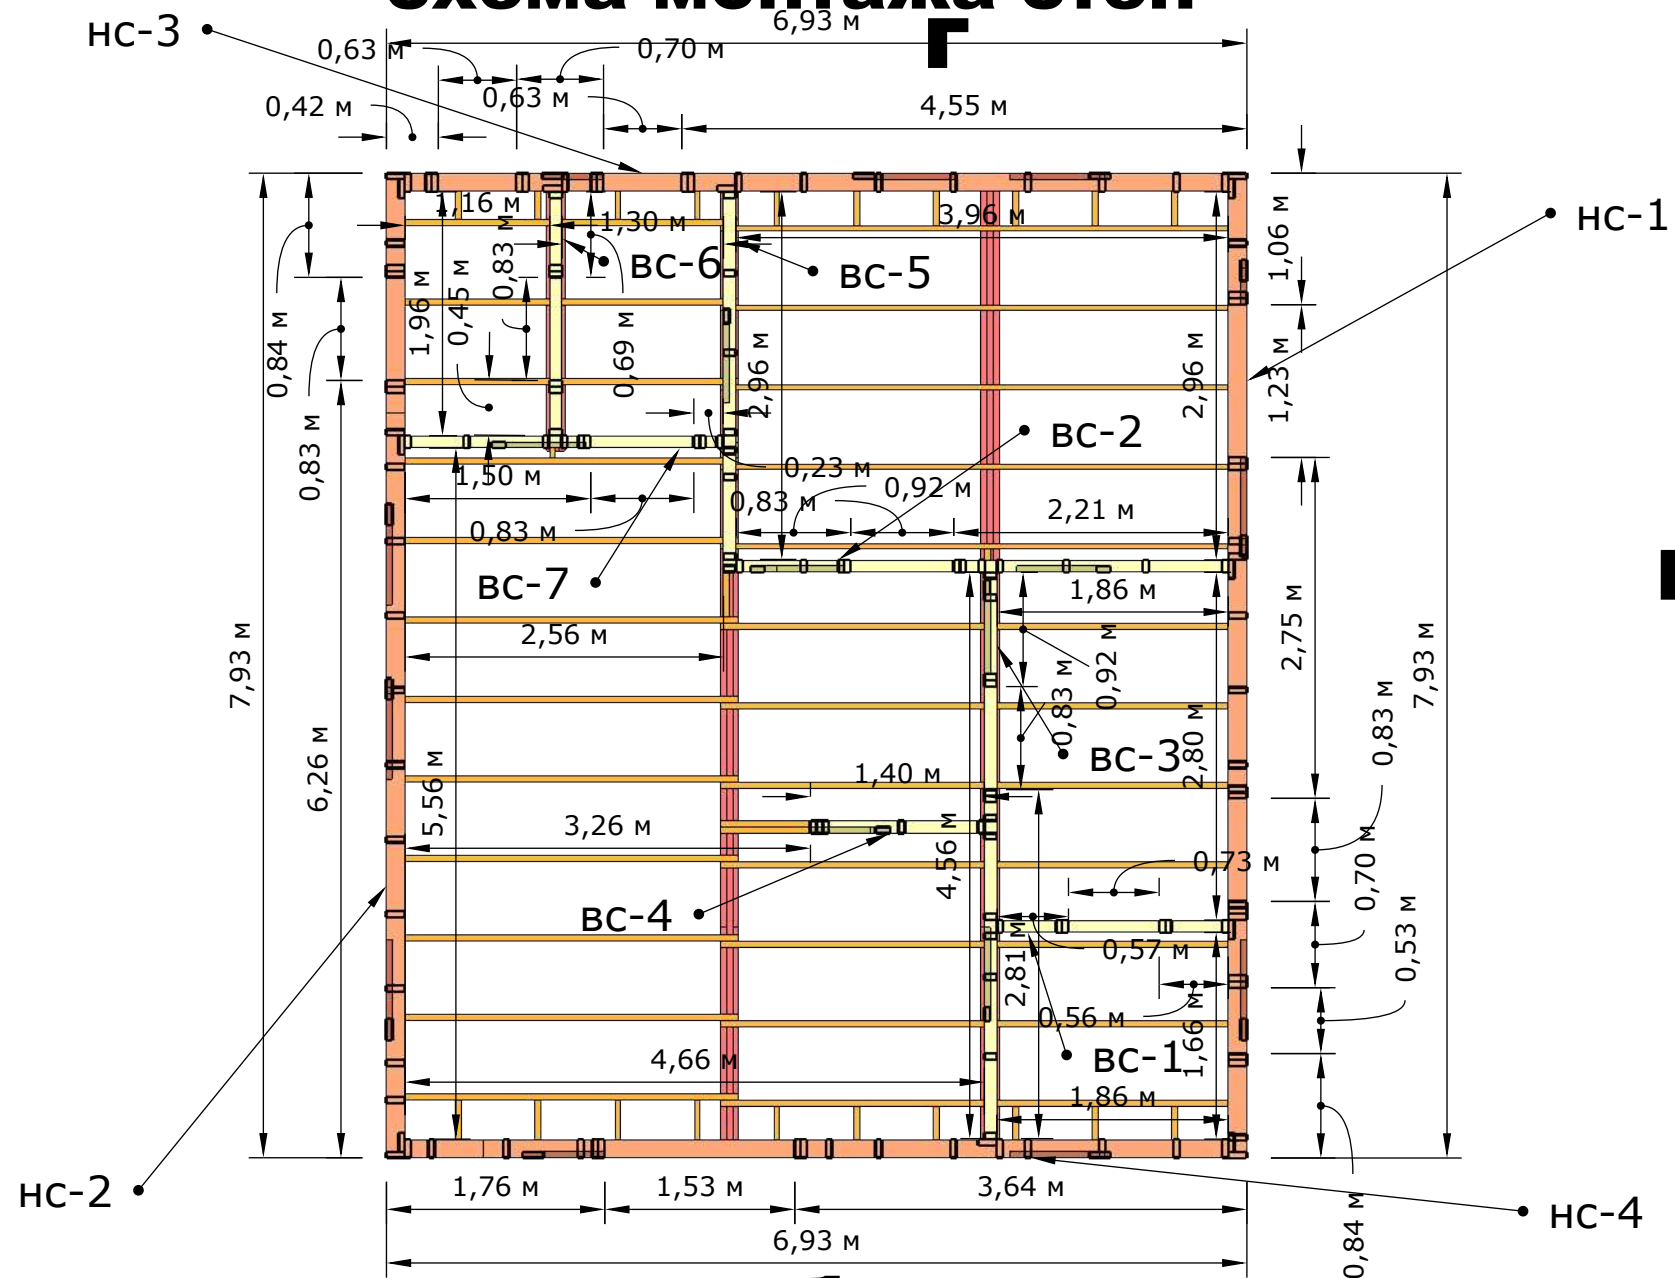 схема монтажа стен
6,93 м
нс-3
Г
0,63 м
0,70 м
0,42 м
0,63 м
4,55 м
1,16 м
1,30 м
3,96 м
нс-1
1,06 м
0,83 м
вс-6
вс-5
1,96 м
0,45 м
0,84 м
0,69 м
2,96 м
2,96 м
1,23 м
0,83 м
вс-2
1,50 м
0,23 м
0,83 м
0,92 м
2,21 м
0,83 м
вс-7
1,86 м
2,56 м
7,93 м
0,92 м
0,83 м
2,75 м
7,93 м
0,83 м
6,26 м
5,56 м
вс-3
2,80 м
1,40 м
3,26 м
4,56 м
0,73 м
0,70 м
вс-4
0,57 м
0,53 м
2,81 м
0,56 м
вс-1
1,66 м
4,66 м
1,86 м
нс-2
1,76 м
1,53 м
3,64 м
нс-4
0,84 м
6,93 м